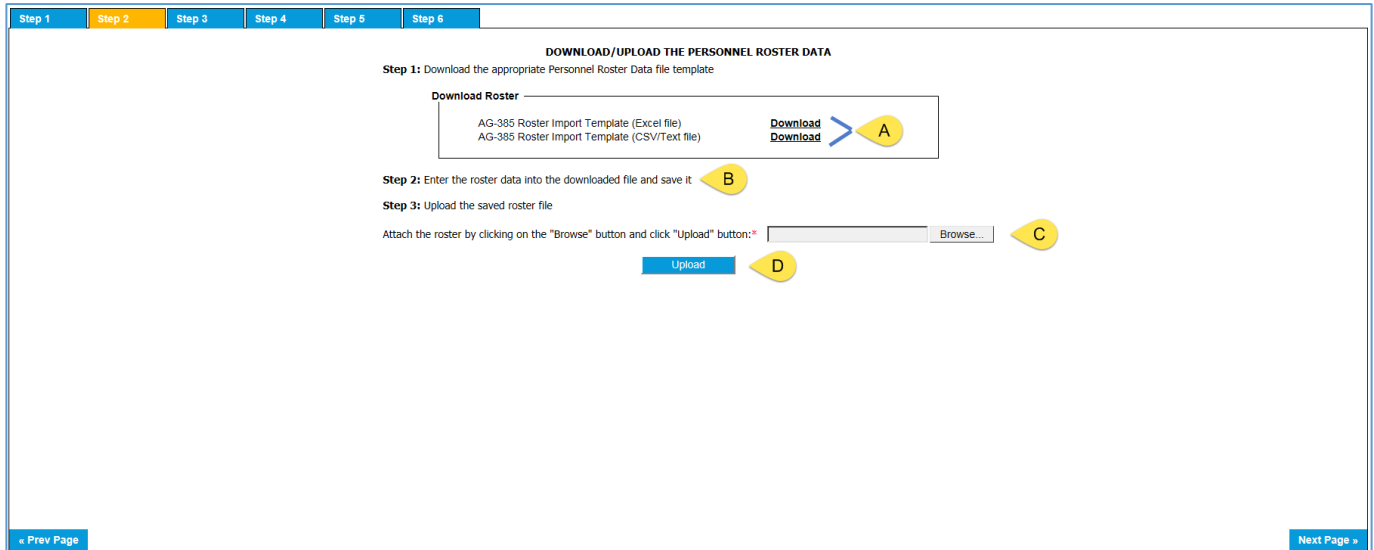 Step 1 Step 2 Step 3 Step 4 Step 5 Step 6
DOWNLOAD/UPLOAD THE PERSONNEL ROSTER DATA
Step 1: Download the appropriate Personnel Roster Data file template
Download Roster
AG-385 Roster Import Template (Excel file) Download
AG-385 Roster Import Template (CSV/Text file) Download
A
Step 2: Enter the roster data into the downloaded file and save it B
Step 3: Upload the saved roster file
Attach the roster by clicking on the "Browse" button and click "Upload" button:* Browse... C
Upload D
« Prev Page Next Page »